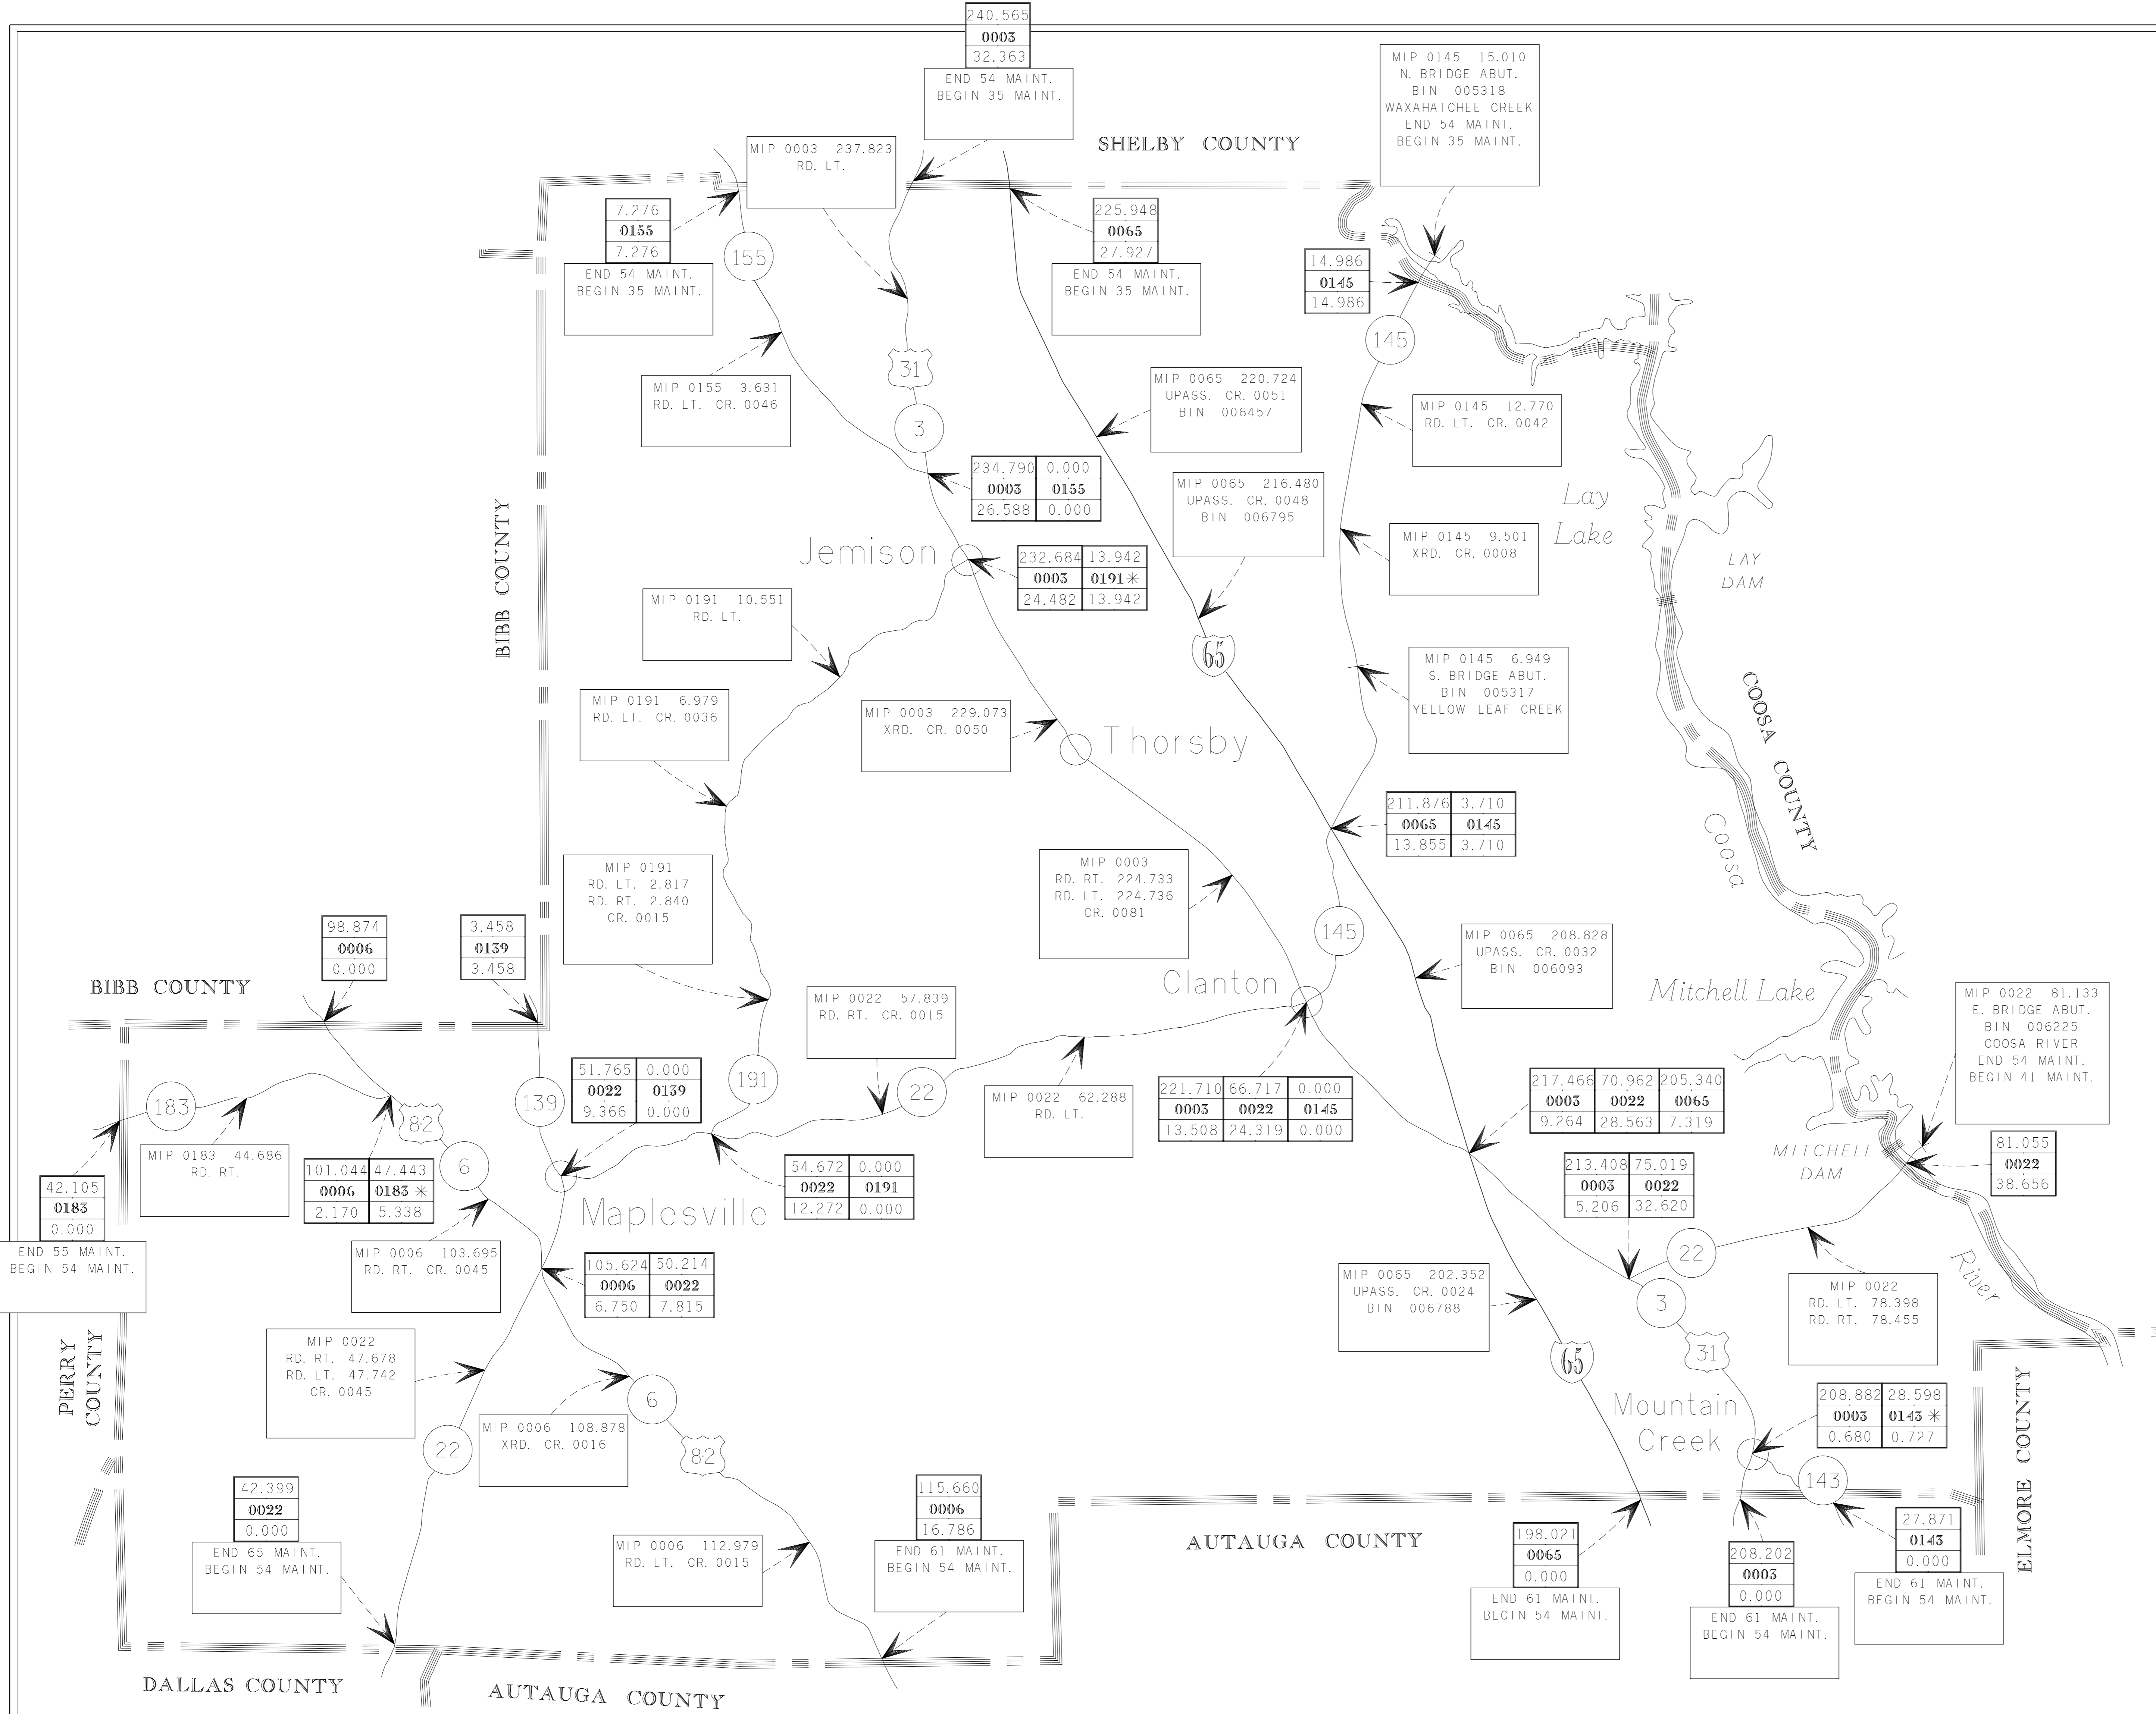 240.565
0003
32.363
END 54 MAINT.
BEGIN 35 MAINT.
MIP 0145 15.010
N. BRIDGE ABUT.
BIN 005318
WAXAHATCHEE CREEK
END 54 MAINT.
BEGIN 35 MAINT.
MIP 0003 237.823
RD. LT.
SHELBY COUNTY
7.276
0155
7.276
END 54 MAINT.
BEGIN 35 MAINT.
155
225.948
0065
27.927
END 54 MAINT.
BEGIN 35 MAINT.
14.986
0145
14.986
145
31
3
MIP 0155 3.631
RD. LT. CR. 0046
MIP 0065 220.724
UPASS. CR. 0051
BIN 006457
MIP 0145 12.770
RD. LT. CR. 0042
234.790 0.000
0003 0155
26.588 0.000
MIP 0065 216.480
UPASS. CR. 0048
BIN 006795
Lay
Lake
LAY
DAM
MIP 0145 9.501
XRD. CR. 0008
BIBB COUNTY
Jemison
232.684 13.942
0003 0191*
24.482 13.942
MIP 0191 10.551
RD. LT.
65
MIP 0145 6.949
S. BRIDGE ABUT.
BIN 005317
YELLOW LEAF CREEK
COOSA COUNTY
MIP 0191 6.979
RD. LT. CR. 0036
MIP 0003 229.073
XRD. CR. 0050
Thorsby
211.876 3.710
0065 0145
13.855 3.710
Coosa
MIP 0191
RD. LT. 2.817
RD. RT. 2.840
CR. 0015
MIP 0003
RD. RT. 224.733
RD. LT. 224.736
CR. 0081
145
98.874
0006
0.000
3.458
0139
3.458
MIP 0065 208.828
UPASS. CR. 0032
BIN 006093
BIBB COUNTY
Clanton
Mitchell Lake
MIP 0022 57.839
RD. RT. CR. 0015
MIP 0022 81.133
E. BRIDGE ABUT.
BIN 006225
COOSA RIVER
END 54 MAINT.
BEGIN 41 MAINT.
183
139
51.765 0.000
0022 0139
9.366 0.000
191
22
MIP 0022 62.288
RD. LT.
221.710 66.717 0.000
0003 0022 0145
13.508 24.319 0.000
217.466 70.962 205.340
0003 0022 0065
9.264 28.563 7.319
82
6
MIP 0183 44.686
RD. RT.
101.044 47.443
0006 0183 *
2.170 5.338
42.105
0183
0.000
END 55 MAINT.
BEGIN 54 MAINT.
54.672 0.000
0022 0191
12.272 0.000
Maplesville
MITCHELL
DAM
81.055
0022
38.656
213.408 75.019
0003 0022
5.206 32.620
MIP 0006 103.695
RD. RT. CR. 0045
105.624 50.214
0006 0022
6.750 7.815
22
River
MIP 0065 202.352
UPASS. CR. 0024
BIN 006788
3
MIP 0022
RD. LT. 78.398
RD. RT. 78.455
PERRY
COUNTY
MIP 0022
RD. RT. 47.678
RD. LT. 47.742
CR. 0045
65
31
6
MIP 0006 108.878
XRD. CR. 0016
22
82
Mountain
Creek
208.882 28.598
0003 0143 *
0.680 0.727
143
ELMORE COUNTY
42.399
0022
0.000
END 65 MAINT.
BEGIN 54 MAINT.
MIP 0006 112.979
RD. LT. CR. 0015
115.660
0006
16.786
END 61 MAINT.
BEGIN 54 MAINT.
AUTAUGA COUNTY
198.021
0065
0.000
END 61 MAINT.
BEGIN 54 MAINT.
208.202
0003
0.000
END 61 MAINT.
BEGIN 54 MAINT.
27.871
0143
0.000
END 61 MAINT.
BEGIN 54 MAINT.
DALLAS COUNTY
AUTAUGA COUNTY